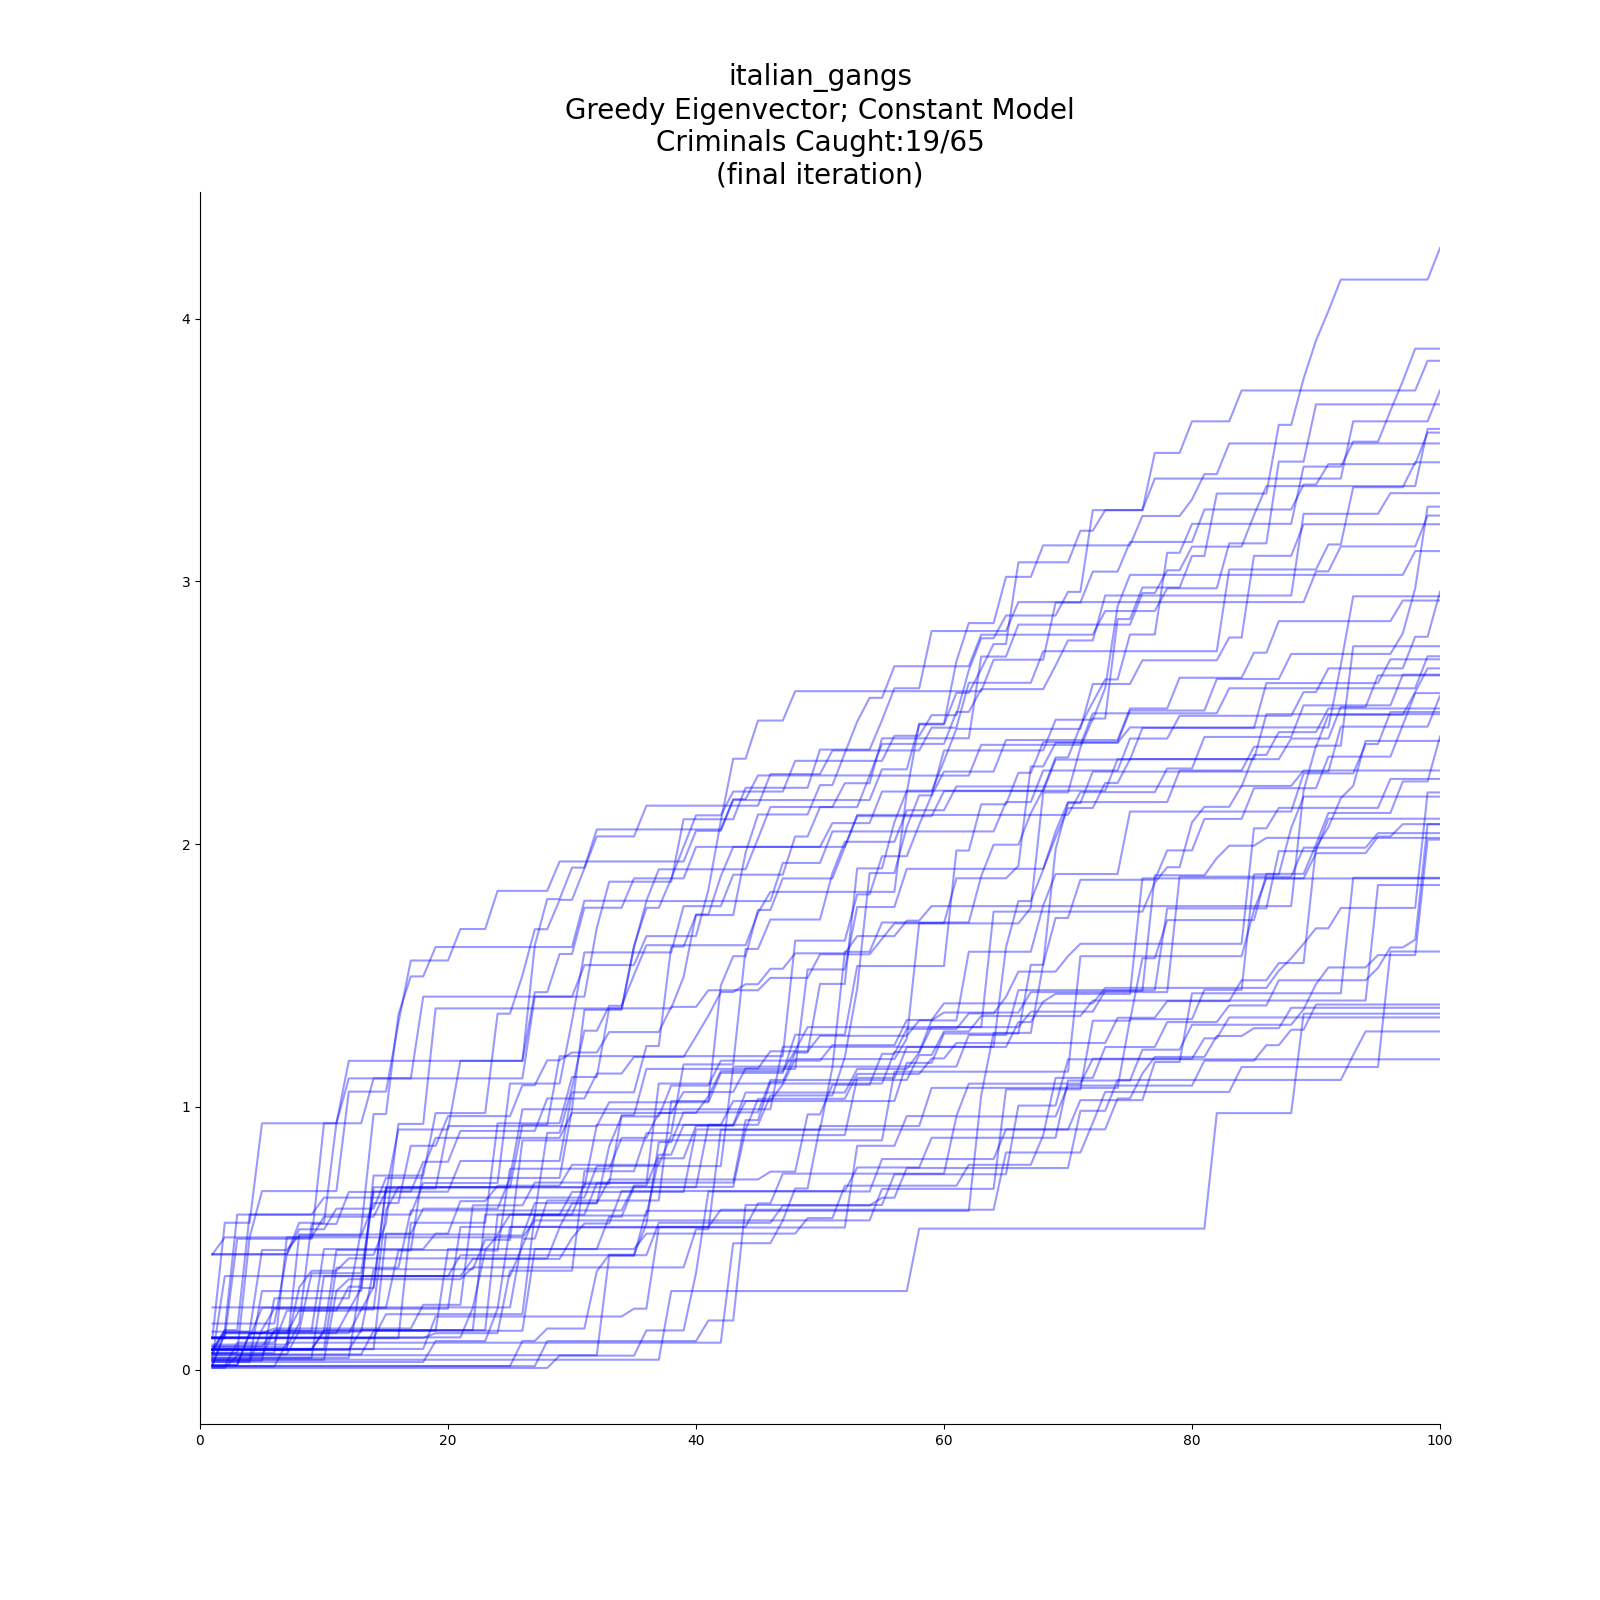 italian_gangs
Greedy Eigenvector; Constant Model
Criminals Caught:19/65
(final iteration)
4
3
2
1
0
0 20 40 60 80 100